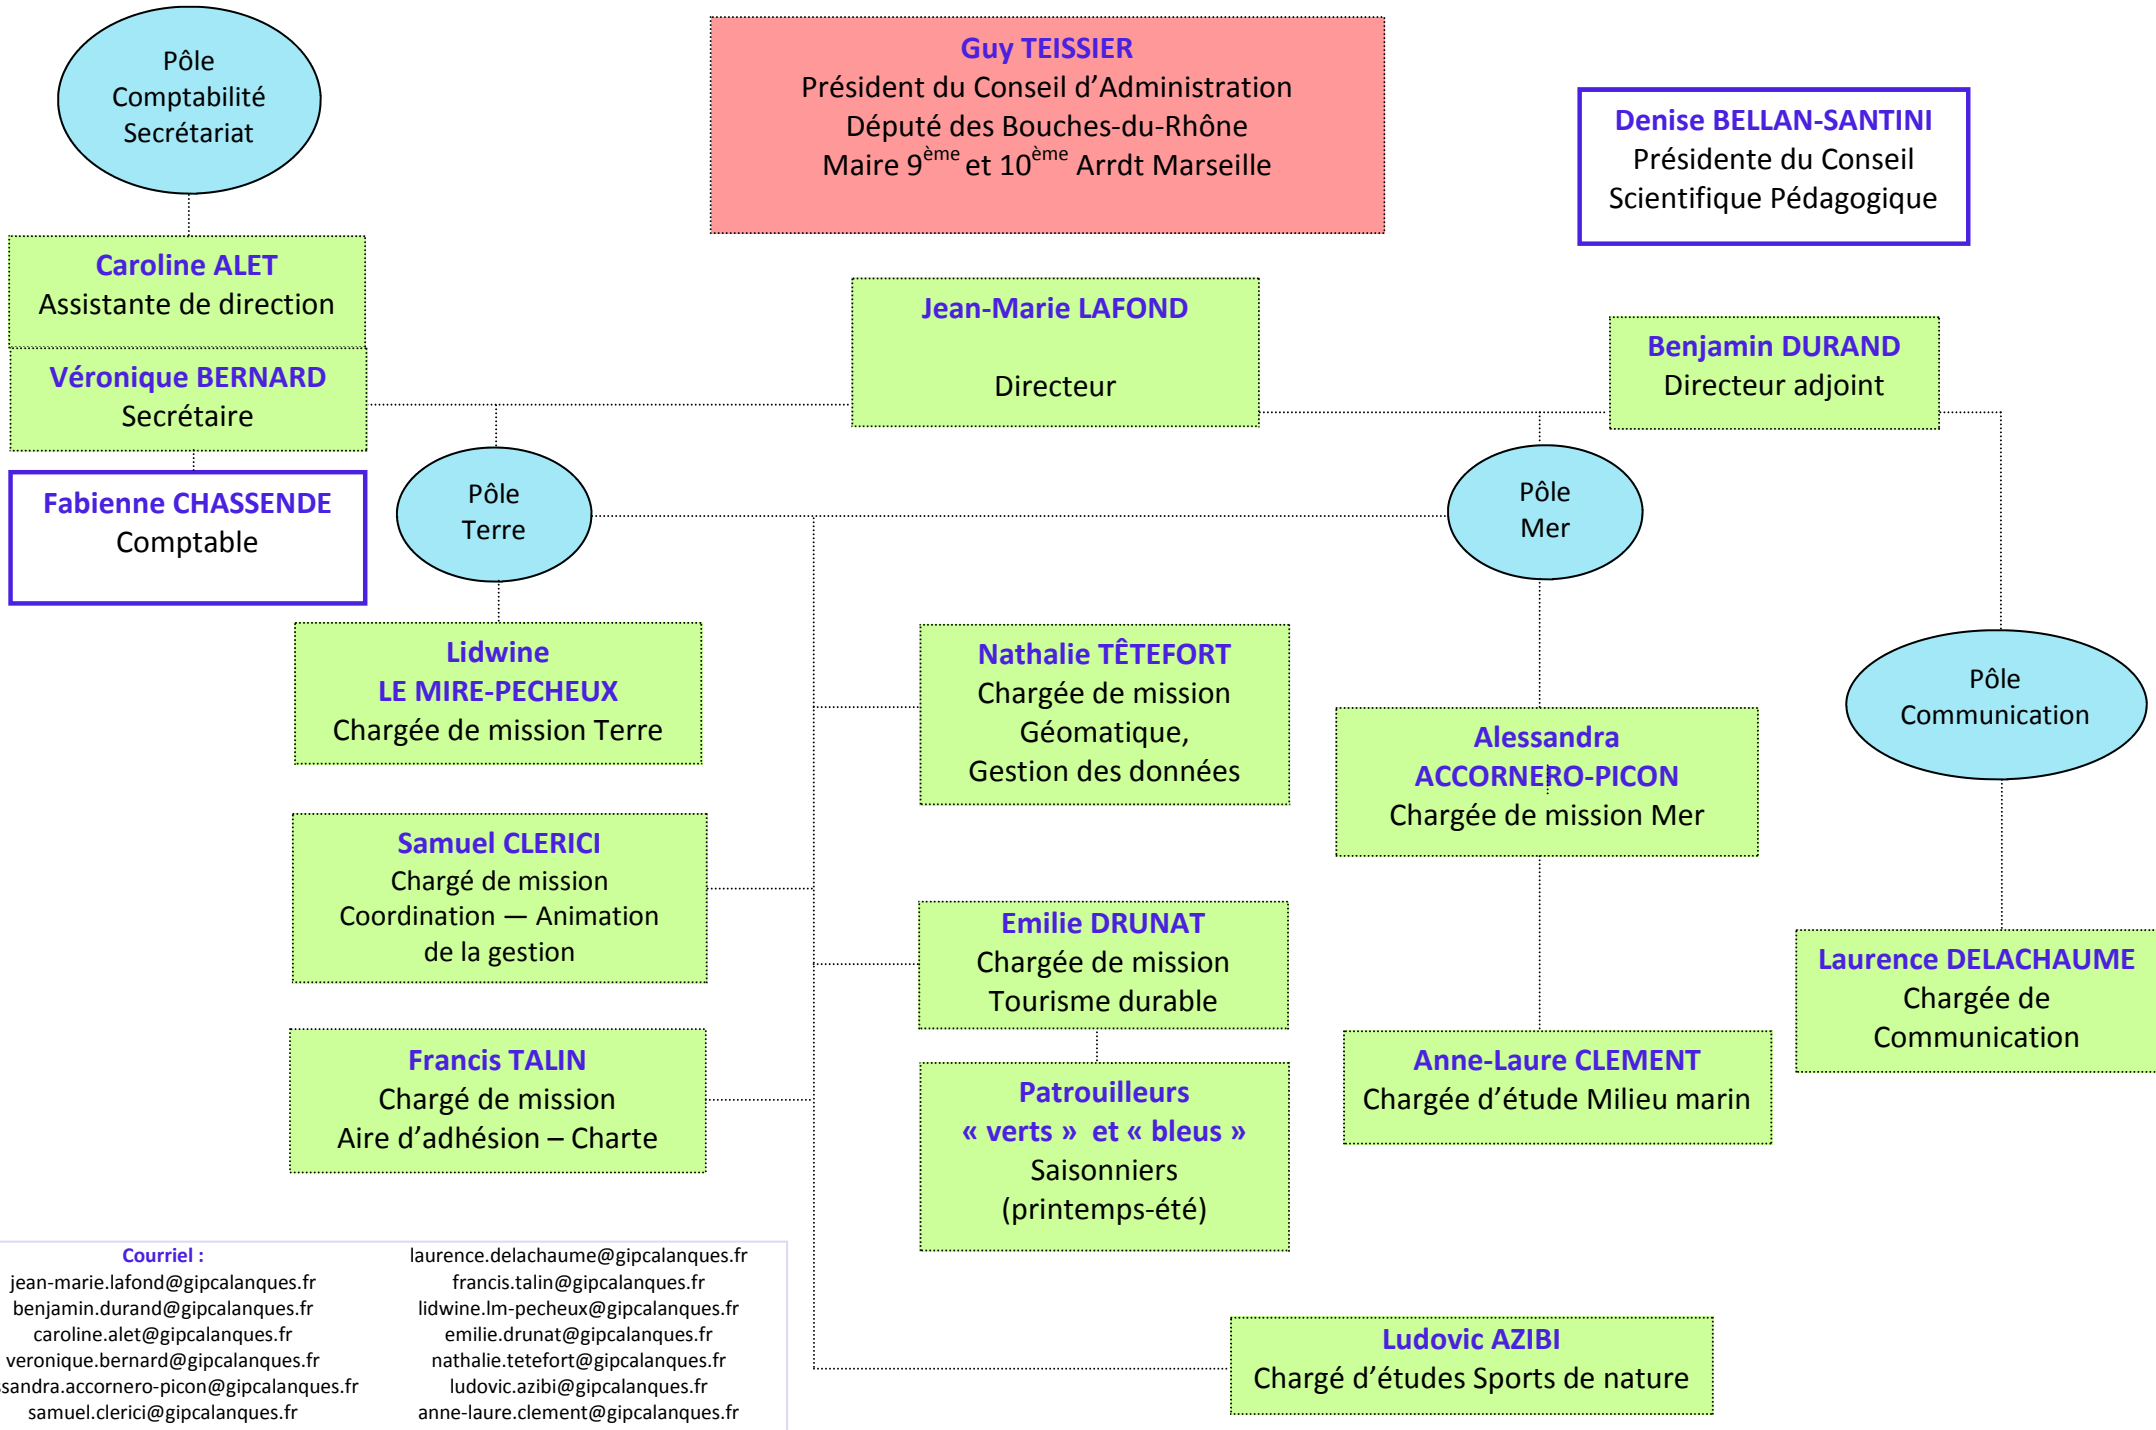 Pôle
Comptabilité
Secrétariat
Guy TEISSIER
Président du Conseil d’Administration
Député des Bouches-du-Rhône
Maire 9ème et 10ème Arrdt Marseille
Denise BELLAN-SANTINI
Présidente du Conseil
Scientifique Pédagogique
Caroline ALET
Assistante de direction
Véronique BERNARD
Secrétaire
Fabienne CHASSENDE
Comptable
Jean-Marie LAFOND
Directeur
Benjamin DURAND
Directeur adjoint
Pôle
Terre
Pôle
Mer
Pôle
Communication
Lidwine
LE MIRE-PECHEUX
Chargée de mission Terre
Nathalie TÊTEFORT
Chargée de mission
Géomatique,
Gestion des données
Alessandra
ACCORNERO-PICON
Chargée de mission Mer
Samuel CLERICI
Chargé de mission
Coordination — Animation
de la gestion
Emilie DRUNAT
Chargée de mission
Tourisme durable
Laurence DELACHAUME
Chargée de
Communication
Francis TALIN
Chargé de mission
Aire d’adhésion – Charte
Patrouilleurs
« verts »  et « bleus »
Saisonniers
(printemps-été)
Anne-Laure CLEMENT
Chargée d’étude Milieu marin
Ludovic AZIBI
Chargé d’études Sports de nature
Courriel :
jean-marie.lafond@gipcalanques.fr
benjamin.durand@gipcalanques.fr
caroline.alet@gipcalanques.fr
veronique.bernard@gipcalanques.fr
ssandra.accornero-picon@gipcalanques.fr
samuel.clerici@gipcalanques.fr
laurence.delachaume@gipcalanques.fr
francis.talin@gipcalanques.fr
lidwine.lm-pecheux@gipcalanques.fr
emilie.drunat@gipcalanques.fr
nathalie.tetefort@gipcalanques.fr
ludovic.azibi@gipcalanques.fr
anne-laure.clement@gipcalanques.fr